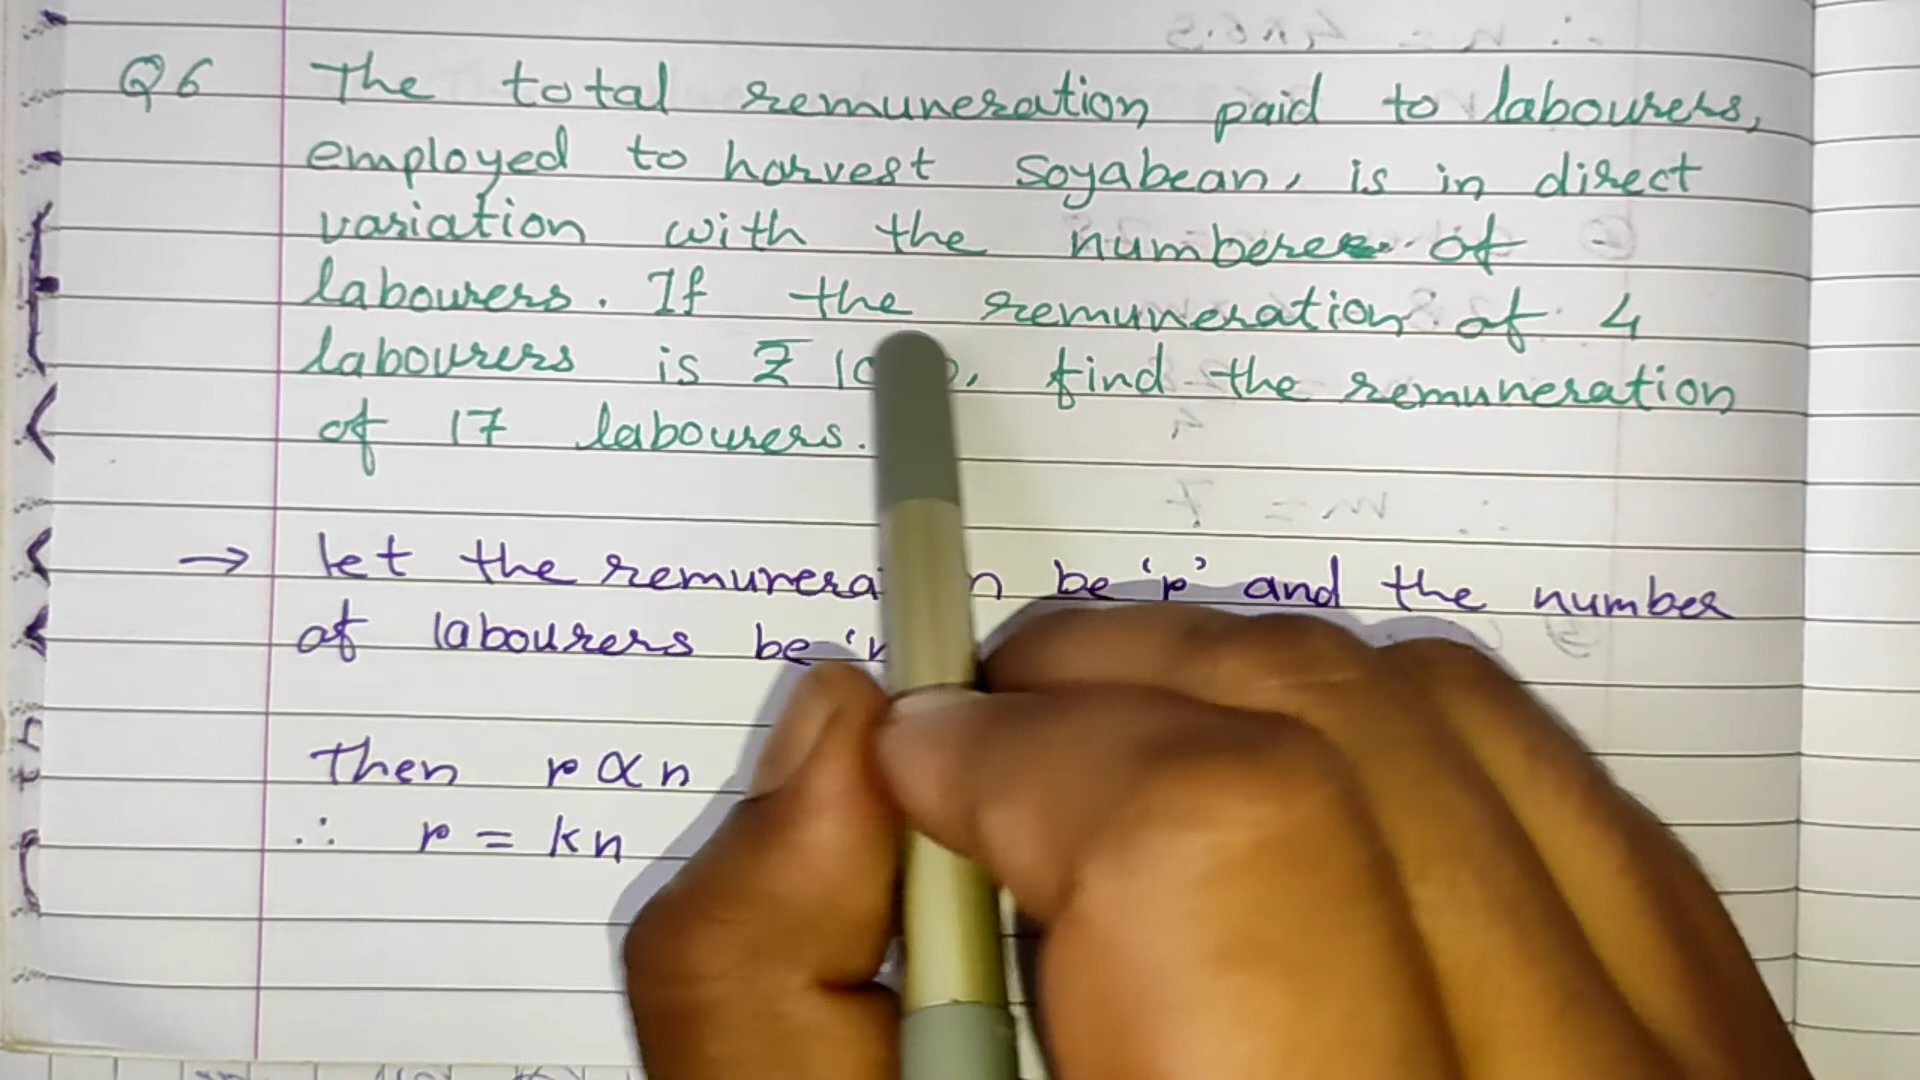 Q6 The total remuneration paid to labourers,
employed to harvest soyabean, is in direct
variation with the number of
labourers. If the remuneration of 4
labourers is ₹ find the remuneration
of 17 labourers.
→ let the be 'r' and the number
of labourers be
Then r ∝ n
∴ r = kn